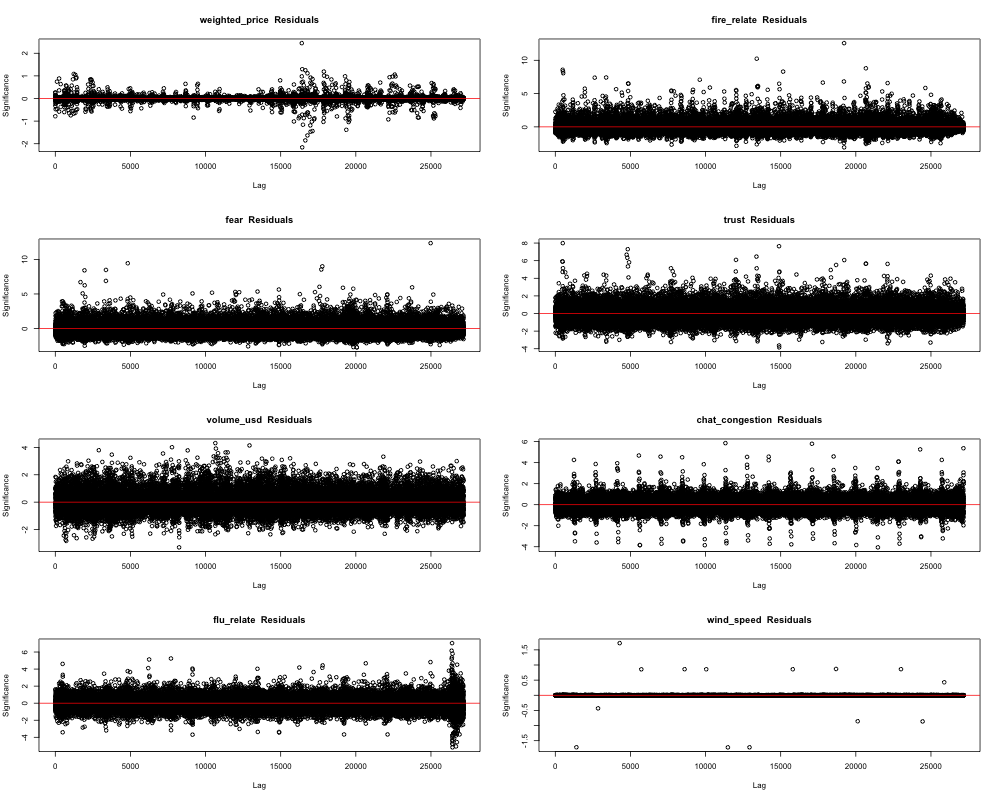 weighted_price Residuals
Significance
2
1
0
-1
-2
0 5000 10000 15000 20000 25000
Lag
fire_relate Residuals
Significance
10
5
0
0 5000 10000 15000 20000 25000
Lag
fear Residuals
Significance
10
5
0
0 5000 10000 15000 20000 25000
Lag
trust Residuals
Significance
8
6
4
2
0
-2
-4
0 5000 10000 15000 20000 25000
Lag
volume_usd Residuals
Significance
4
2
0
-2
0 5000 10000 15000 20000 25000
Lag
chat_congestion Residuals
Significance
6
4
2
0
-2
-4
0 5000 10000 15000 20000 25000
Lag
flu_relate Residuals
Significance
6
4
2
0
-2
-4
0 5000 10000 15000 20000 25000
Lag
wind_speed Residuals
Significance
1.5
0.5
-0.5
-1.5
0 5000 10000 15000 20000 25000
Lag